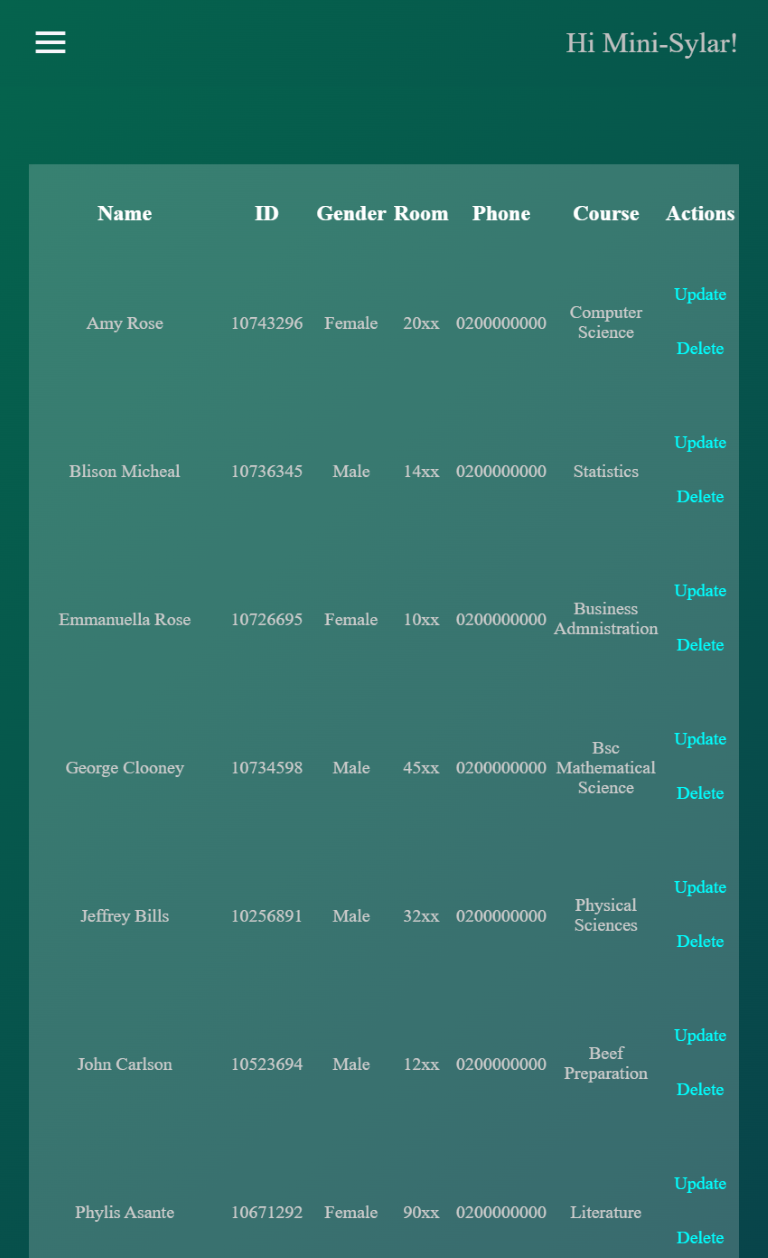 Hi Mini-Sylar!
Name ID Gender Room Phone Course Actions
Amy Rose 10743296 Female 20xx 0200000000 Computer
Science
Update
Delete
Blison Micheal 10736345 Male 14xx 0200000000 Statistics
Update
Delete
Emmanuella Rose 10726695 Female 10xx 0200000000 Business
Admnistration
Update
Delete
George Clooney 10734598 Male 45xx 0200000000 Bsc
Mathematical
Science
Update
Delete
Jeffrey Bills 10256891 Male 32xx 0200000000 Physical
Sciences
Update
Delete
John Carlson 10523694 Male 12xx 0200000000 Beef
Preparation
Update
Delete
Phylis Asante 10671292 Female 90xx 0200000000 Literature
Update
Delete